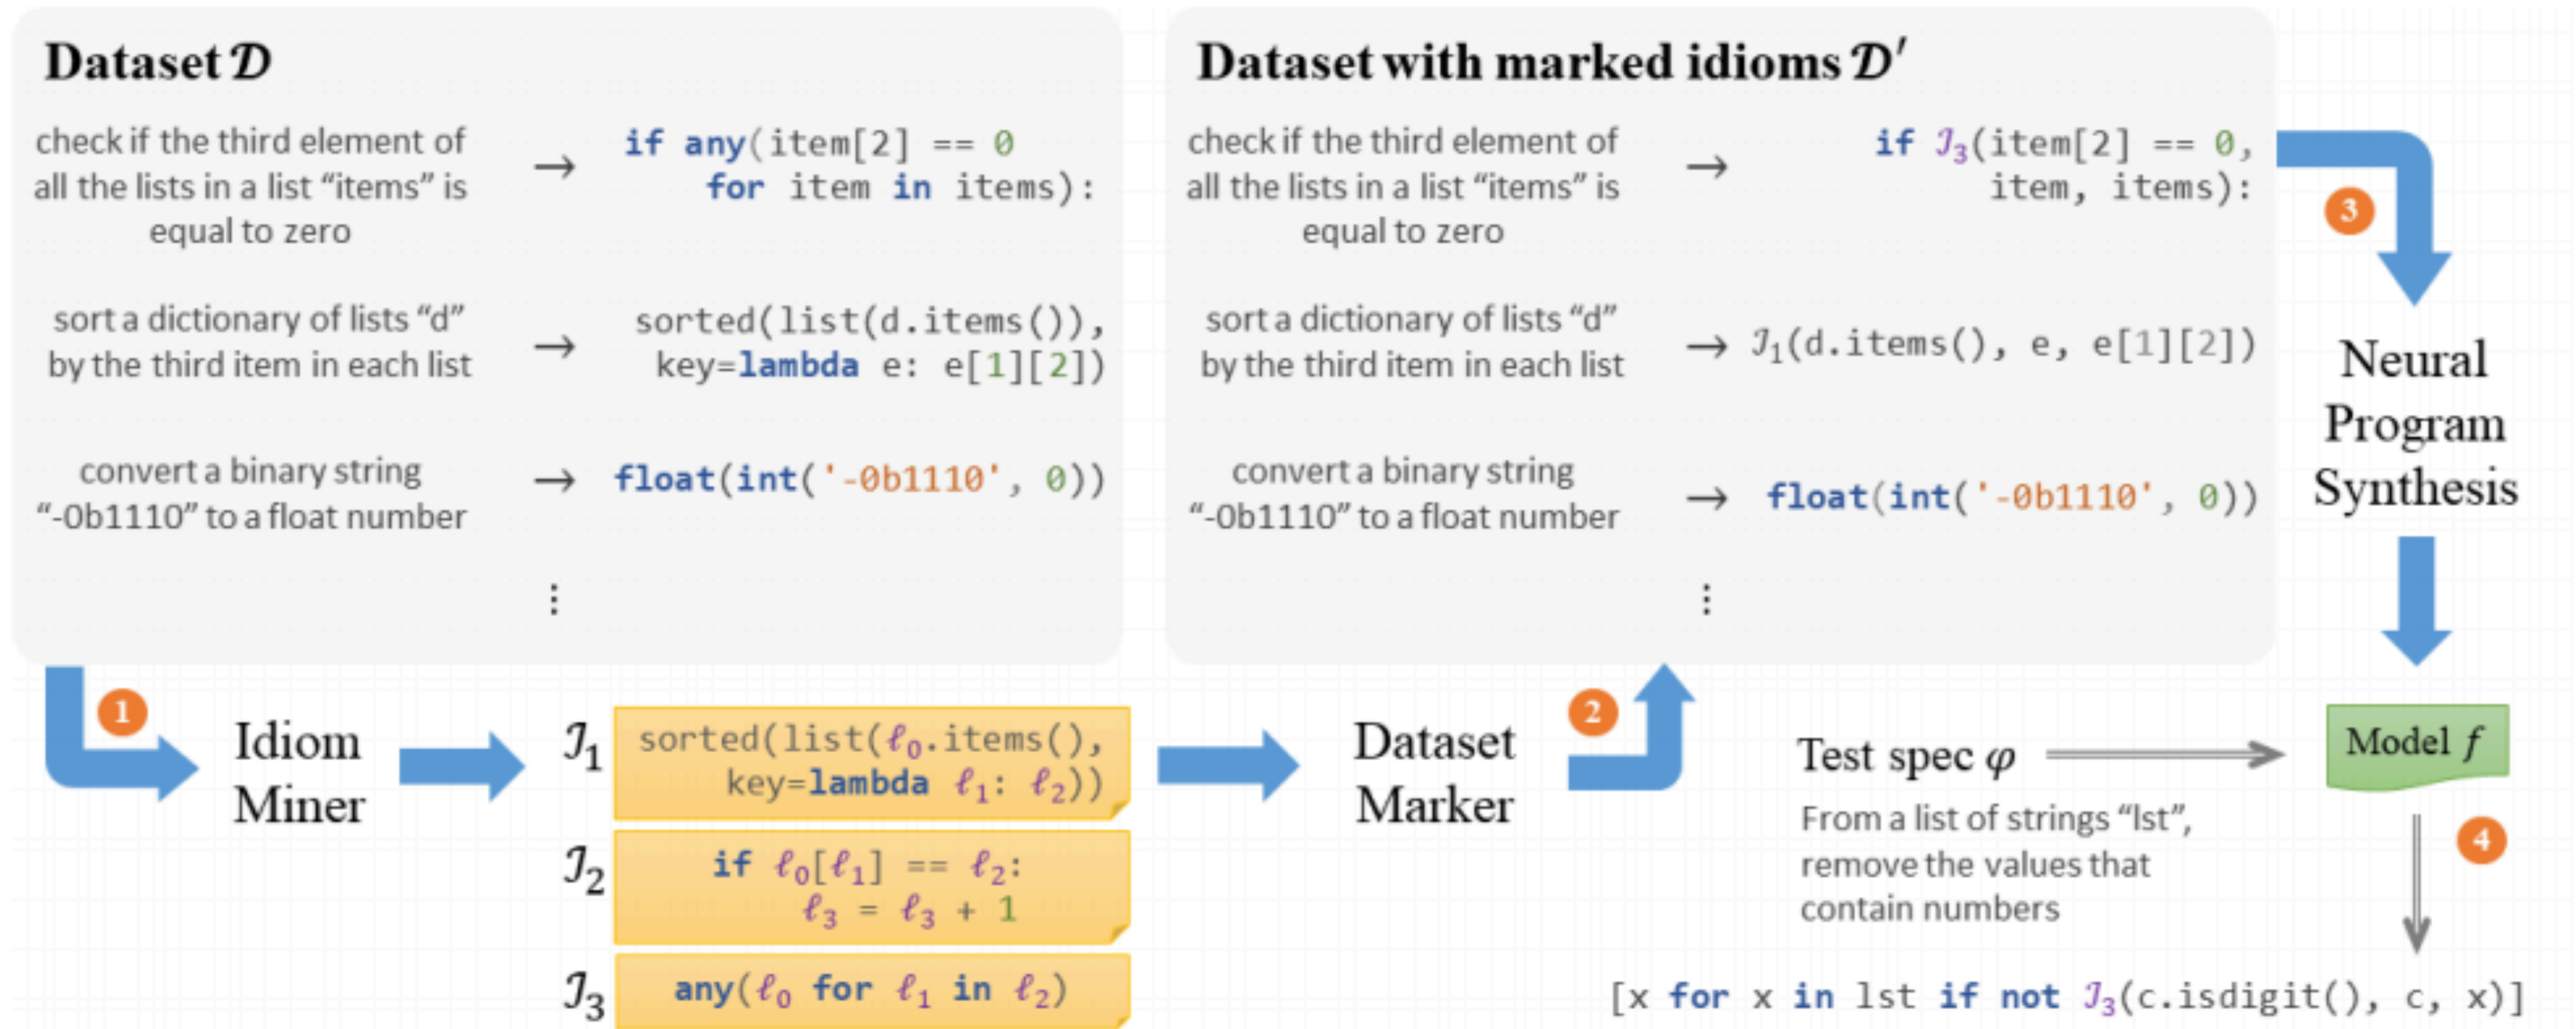 Dataset 𝒟
check if the third element of
all the lists in a list “items” is
equal to zero
→
if any(item[2] == 0
for item in items):
sort a dictionary of lists “d”
by the third item in each list
→
sorted(list(d.items()),
key=lambda e: e[1][2])
convert a binary string
“-0b1110” to a float number
→
float(int('-0b1110', 0))
⋮
Dataset with marked idioms 𝒟′
check if the third element of
all the lists in a list “items” is
equal to zero
→
if ℐ₃(item[2] == 0,
item, items):
sort a dictionary of lists “d”
by the third item in each list
→ ℐ₁(d.items(), e, e[1][2])
convert a binary string
“-0b1110” to a float number
→ float(int('-0b1110', 0))
⋮
3
Neural
Program
Synthesis
1
Idiom
Miner
ℐ₁
sorted(list(ℓ₀.items(),
key=lambda ℓ₁: ℓ₂))
ℐ₂
if ℓ₀[ℓ₁] == ℓ₂:
ℓ₃ = ℓ₃ + 1
ℐ₃
any(ℓ₀ for ℓ₁ in ℓ₂)
Dataset
Marker
2
Test spec φ
From a list of strings “lst”,
remove the values that
contain numbers
Model f
4
[x for x in lst if not ℐ₃(c.isdigit(), c, x)]